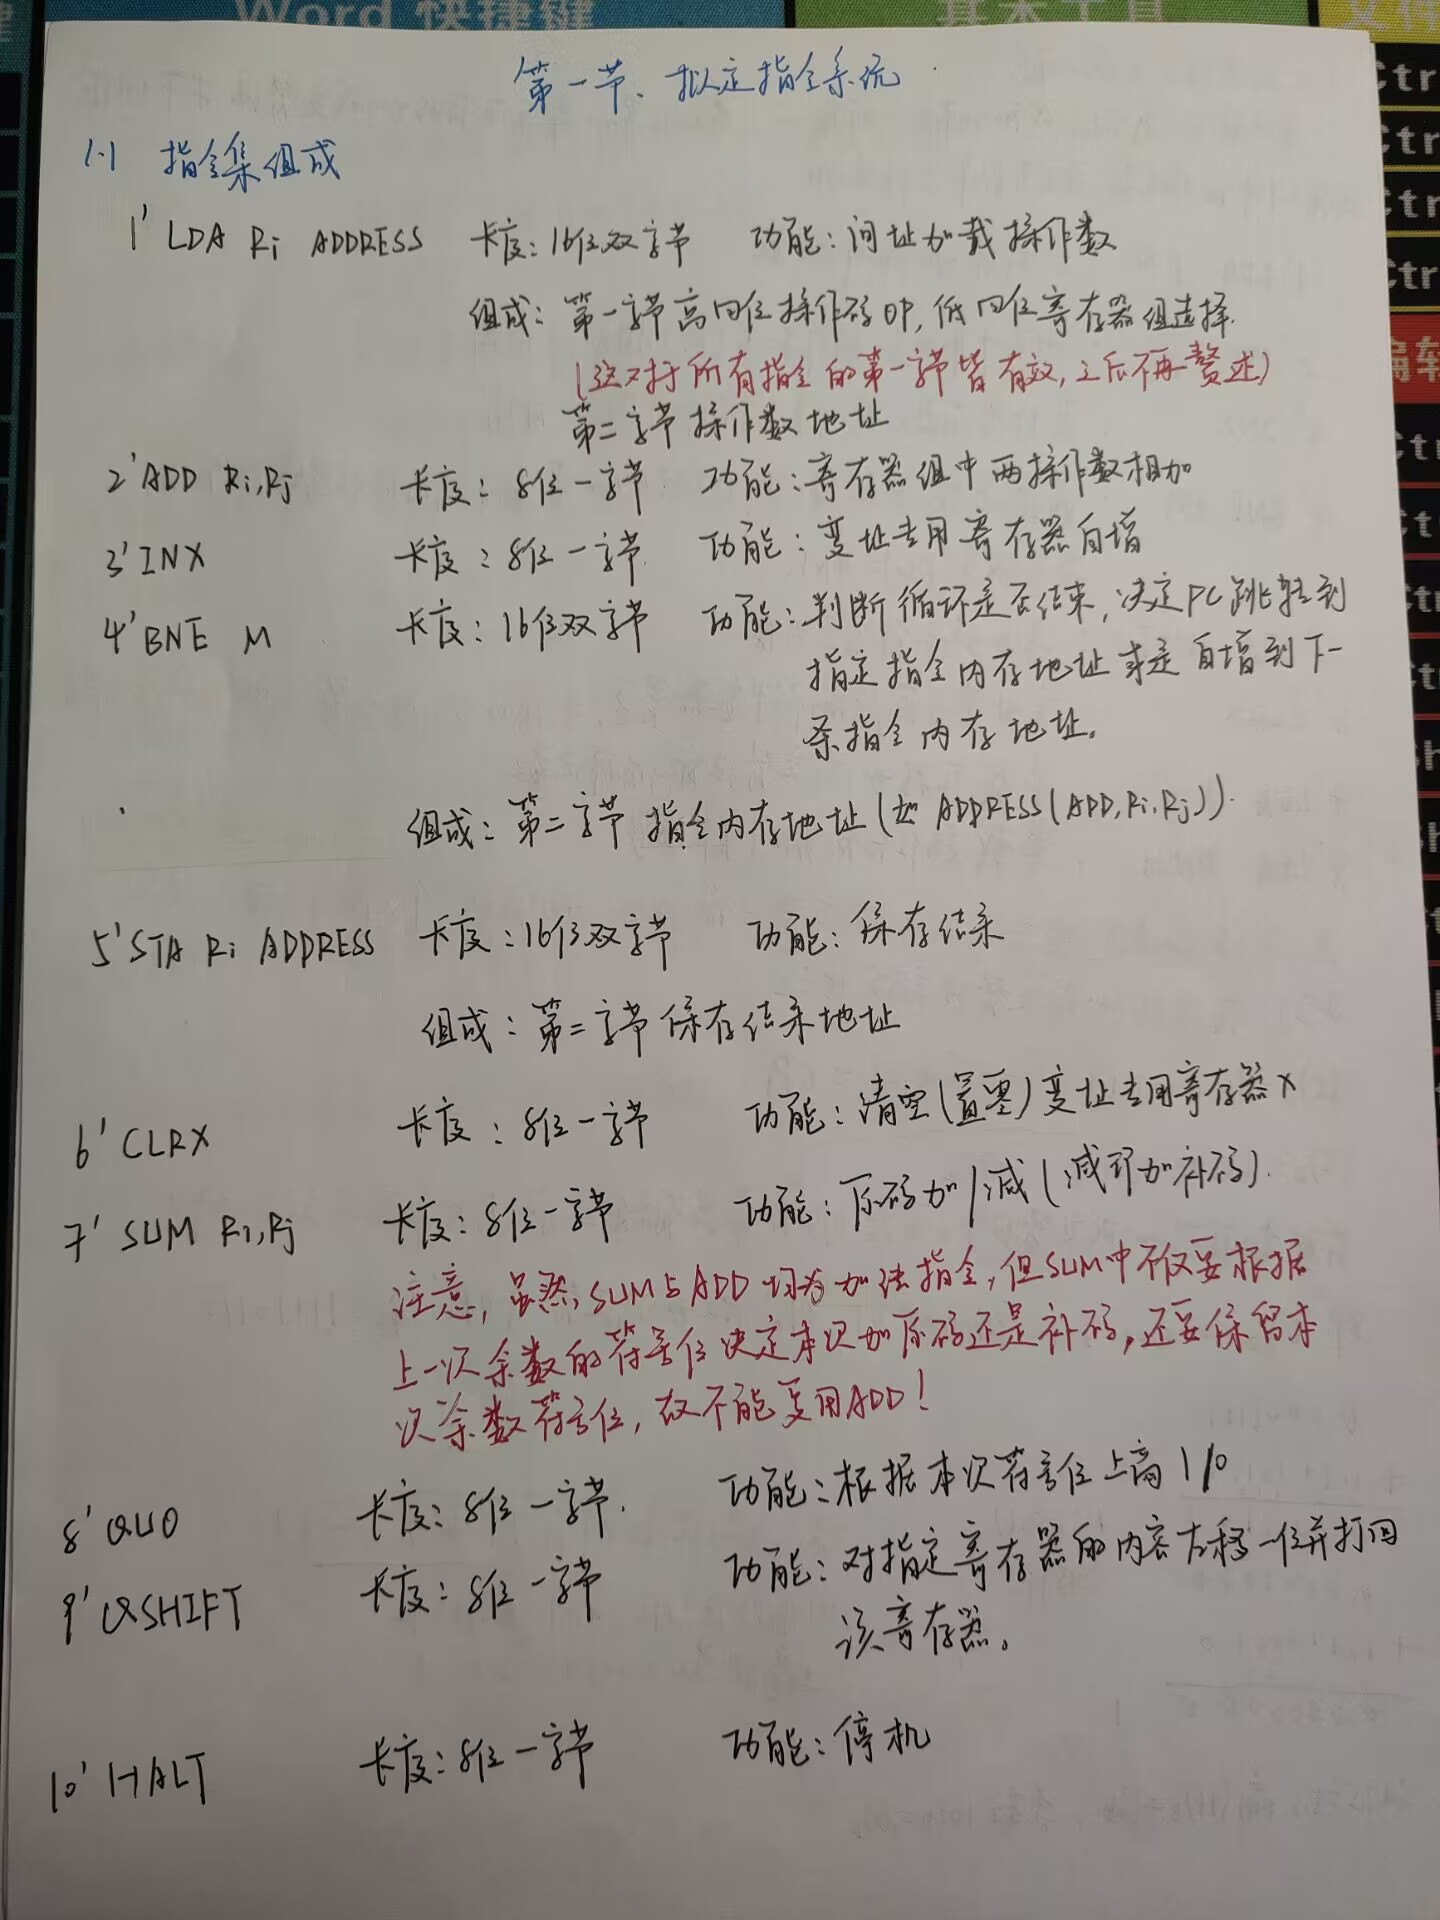 Word 快捷键
基本工具
文件
第一节、拟定指令系统
1.1 指令集组成
1' LDA Ri ADDRESS 长度：16位双字节 功能：间址加载操作数
组成：第一字节高四位操作码OP，低四位寄存器组选择.
(这对于所有指令的第一字节皆有效，之后不再赘述)
第二字节操作数地址
2' ADD Ri,Rj 长度：8位一字节 功能：寄存器组中两操作数相加
3' INX 长度：8位一字节. 功能：变址专用寄存器自增
4' BNE M 长度：16位双字节 功能：判断循环是否结束，决定PC跳转到
指定指令内存地址或是自增到下一
条指令内存地址。
组成：第二字节指令内存地址(如 ADDRESS(ADD,Ri,Rj)).
5' STA Ri ADDRESS 长度：16位双字节 功能：保存结果
组成：第二字节保存结果地址
6' CLRX 长度：8位一字节 功能：清空(置零)变址专用寄存器X
7' SUM Ri,Rj 长度：8位一字节 功能：原码加/减(减即加补码).
注意，虽然，SUM与ADD均为加法指令，但SUM中不仅要根据
上一次余数的符号位决定本次加原码还是补码，还要保留本
次余数符号位，故不能复用ADD！
8' QUO 长度：8位一字节. 功能：根据本次符号位上商1/0
9' QSHIFT 长度：8位一字节 功能：对指定寄存器的内容左移一位并打回
该寄存器。
10' HALT 长度：8位一字节 功能：停机